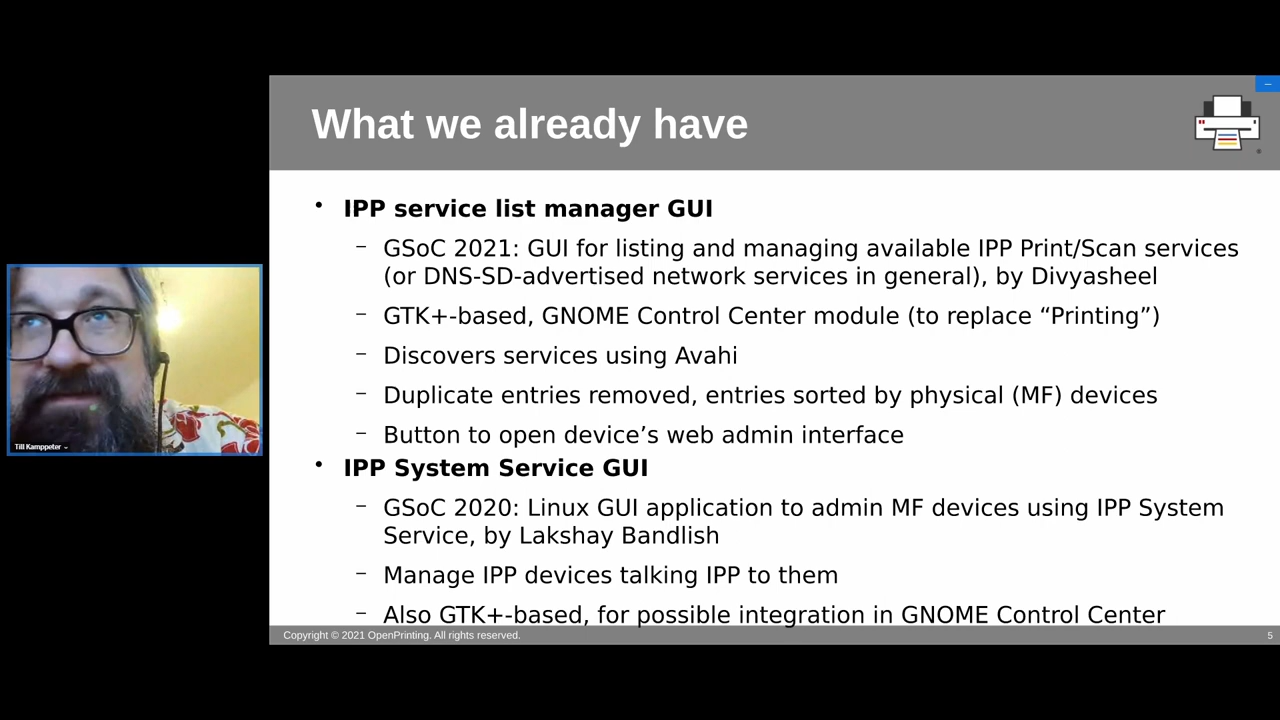 What we already have
• IPP service list manager GUI
– GSoC 2021: GUI for listing and managing available IPP Print/Scan services
(or DNS-SD-advertised network services in general), by Divyasheel
– GTK+-based, GNOME Control Center module (to replace “Printing”)
– Discovers services using Avahi
– Duplicate entries removed, entries sorted by physical (MF) devices
– Button to open device’s web admin interface
• IPP System Service GUI
– GSoC 2020: Linux GUI application to admin MF devices using IPP System
Service, by Lakshay Bandlish
– Manage IPP devices talking IPP to them
– Also GTK+-based, for possible integration in GNOME Control Center
Copyright © 2021 OpenPrinting. All rights reserved.
5
Till Kamppeter